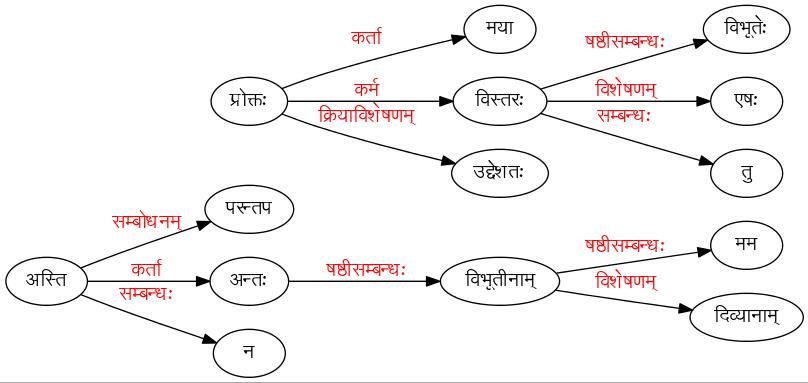 मया
कर्ता
विभूतेः
षष्ठीसम्बन्धः
प्रोक्तः
कर्म
विस्तरः
विशेषणम्
एषः
क्रियाविशेषणम्
सम्बन्धः
उद्देशतः
तु
परन्तप
सम्बोधनम्
मम
षष्ठीसम्बन्धः
अस्ति
कर्ता
अन्तः
षष्ठीसम्बन्धः
विभूतीनाम्
विशेषणम्
सम्बन्धः
दिव्यानाम्
न